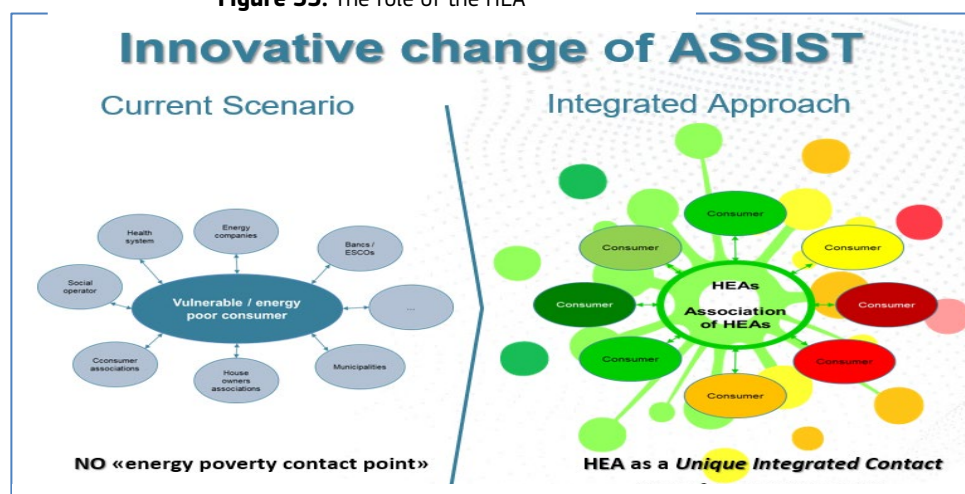 Figure 33. The role of the HEA
Innovative change of ASSIST
Current Scenario
Integrated Approach
Health
system
Energy
companies
Bancs /
ESCOs
Social
operator
Vulnerable / energy
poor consumer
...
Cconsumer
associations
House
owners
associations
Municipalities
NO «energy poverty contact point»
Consumer
Consumer
Consumer
HEAs
Association
of HEAs
Consumer
Consumer
Consumer
Consumer
Consumer
HEA as a Unique Integrated Contact